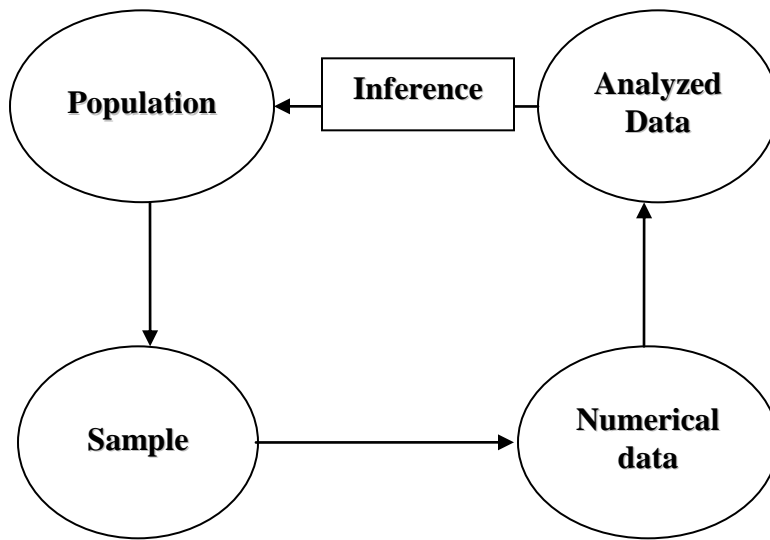 Population
Inference
Analyzed
Data
Sample
Numerical
data